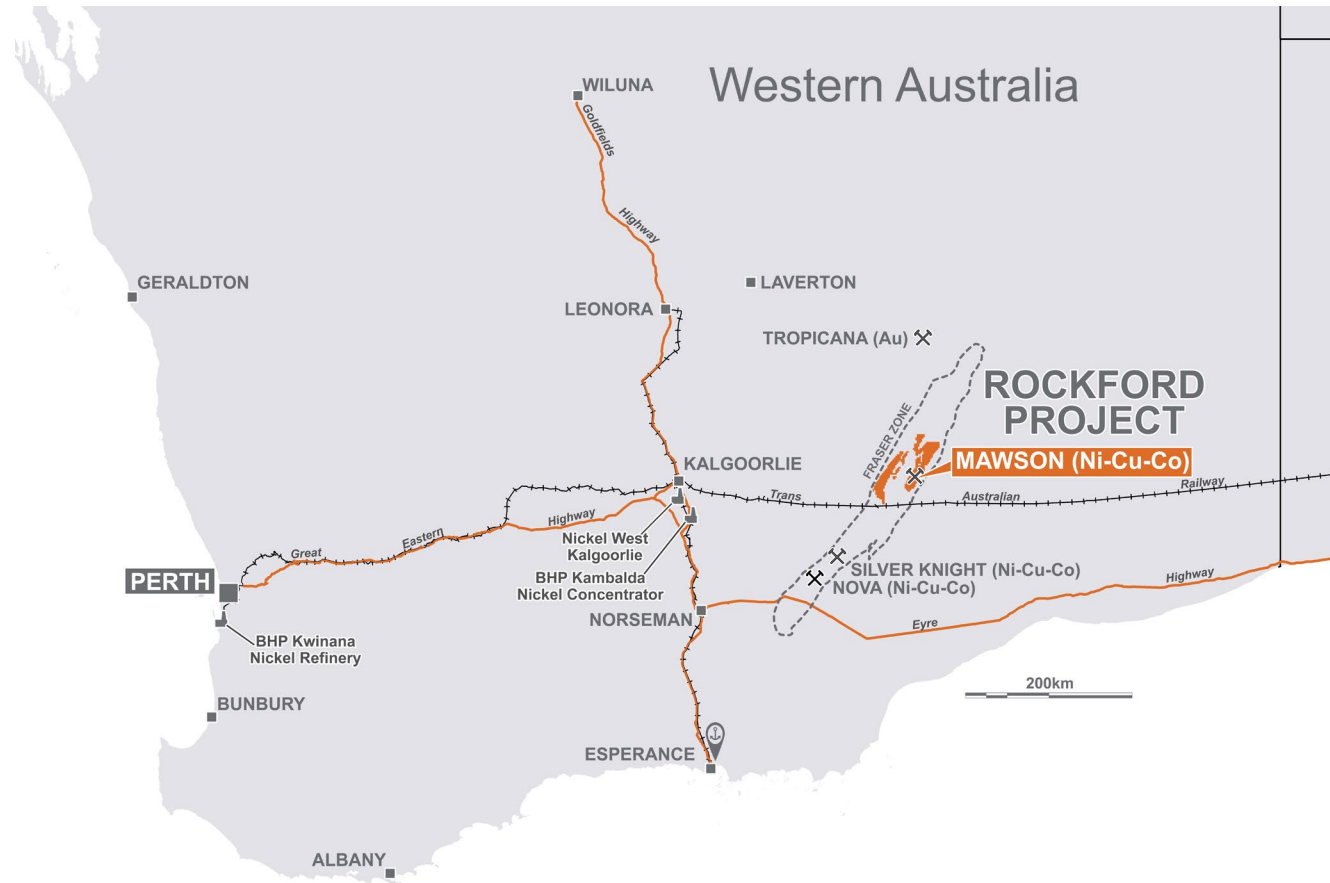 WILUNA
Western Australia
Goldfields
Highway
GERALDTON
LAVERTON
LEONORA
TROPICANA (Au)
ROCKFORD
PROJECT
FRASER ZONE
MAWSON (Ni-Cu-Co)
KALGOORLIE
Trans
Australian
Railway
Nickel West
Kalgoorlie
BHP Kambalda
Nickel Concentrator
Great
Eastern
Highway
PERTH
SILVER KNIGHT (Ni-Cu-Co)
NOVA (Ni-Cu-Co)
NORSEMAN
Eyre
Highway
BHP Kwinana
Nickel Refinery
200km
BUNBURY
ESPERANCE
ALBANY